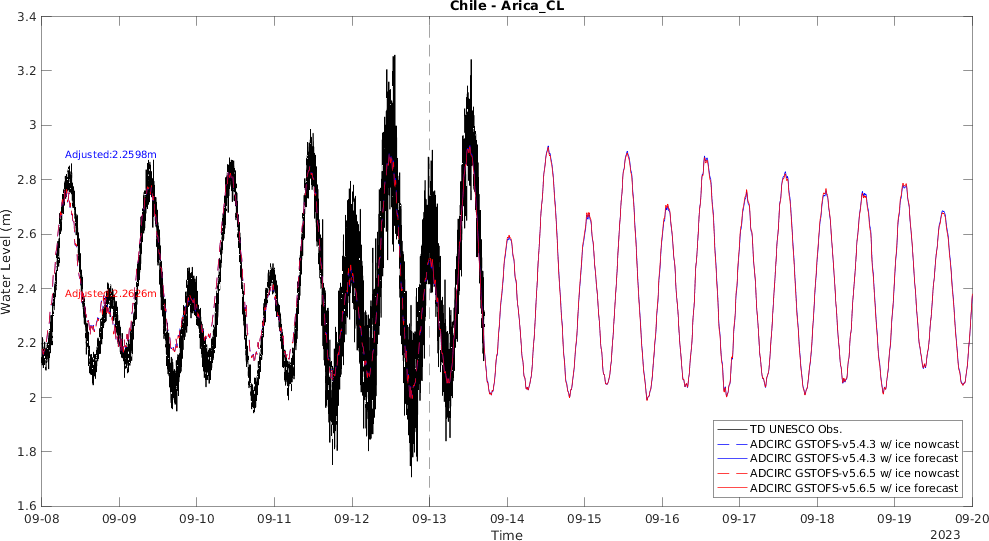 Chile - Arica_CL
3.4
3.2
3
2.8
2.6
2.4
2.2
2
1.8
1.6
Water Level (m)
Adjusted:2.2598m
Adjusted:2.2626m
TD UNESCO Obs.
ADCIRC GSTOFS-v5.4.3 w/ ice nowcast
ADCIRC GSTOFS-v5.4.3 w/ ice forecast
ADCIRC GSTOFS-v5.6.5 w/ ice nowcast
ADCIRC GSTOFS-v5.6.5 w/ ice forecast
09-08 09-09 09-10 09-11 09-12 09-13 09-14 09-15 09-16 09-17 09-18 09-19 09-20
Time
2023